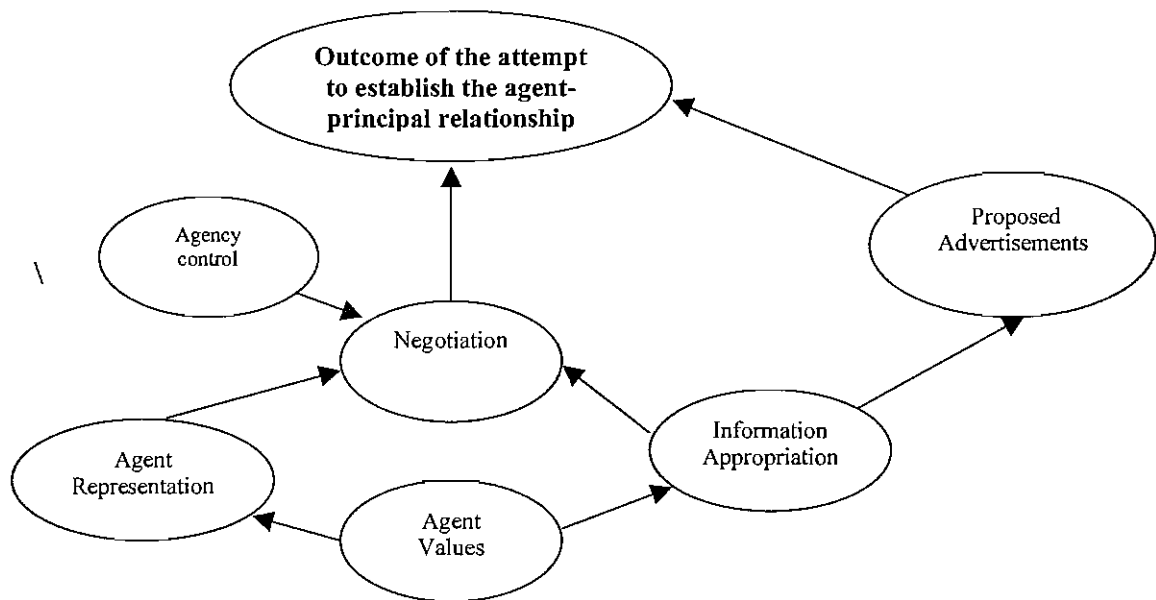 Outcome of the attempt
to establish the agent-
principal relationship
Agency
control
Proposed
Advertisements
\
Negotiation
Information
Appropriation
Agent
Representation
Agent
Values